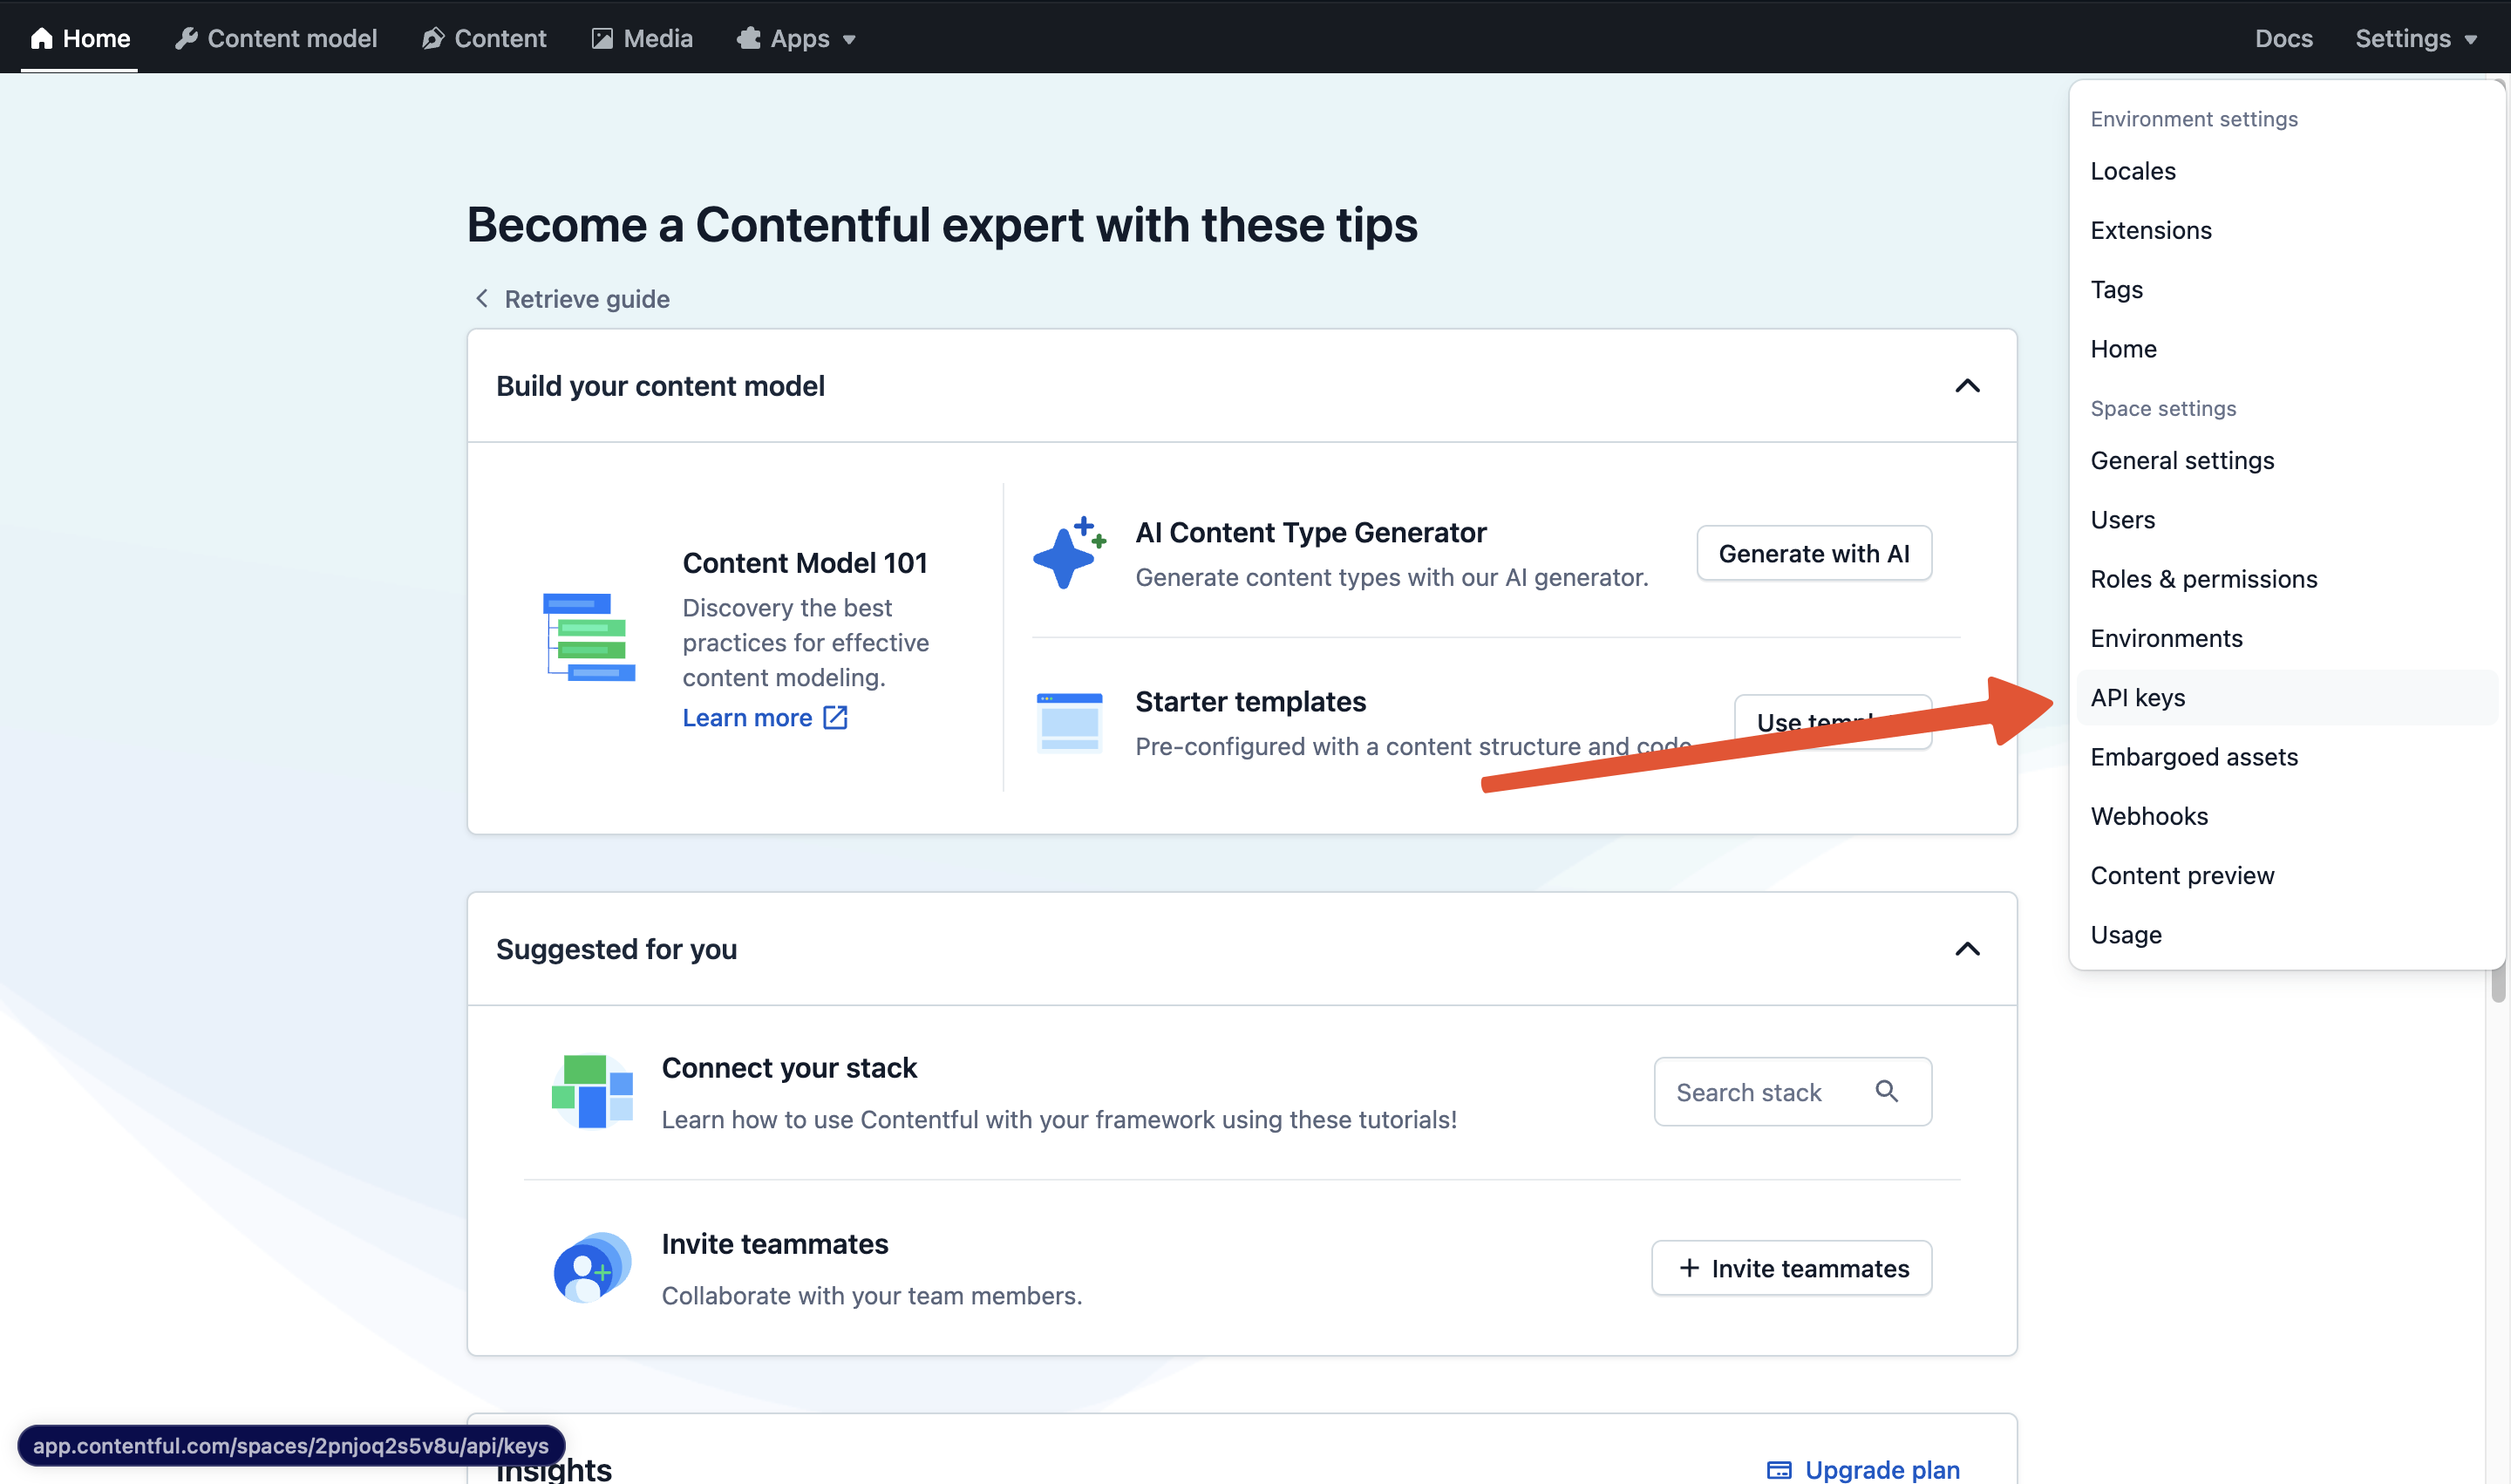 Home
Content model
Content
Media
Apps
Docs
Settings
Become a Contentful expert with these tips
Retrieve guide
Build your content model
Content Model 101
Discovery the best
practices for effective
content modeling.
Learn more
AI Content Type Generator
Generate content types with our AI generator.
Generate with AI
Starter templates
Pre-configured with a content structure and code
Use
Suggested for you
Connect your stack
Learn how to use Contentful with your framework using these tutorials!
Search stack
Invite teammates
Collaborate with your team members.
Invite teammates
Insights
Upgrade plan
Environment settings
Locales
Extensions
Tags
Home
Space settings
General settings
Users
Roles & permissions
Environments
API keys
Embargoed assets
Webhooks
Content preview
Usage
app.contentful.com/spaces/2pnjoq2s5v8u/api/keys